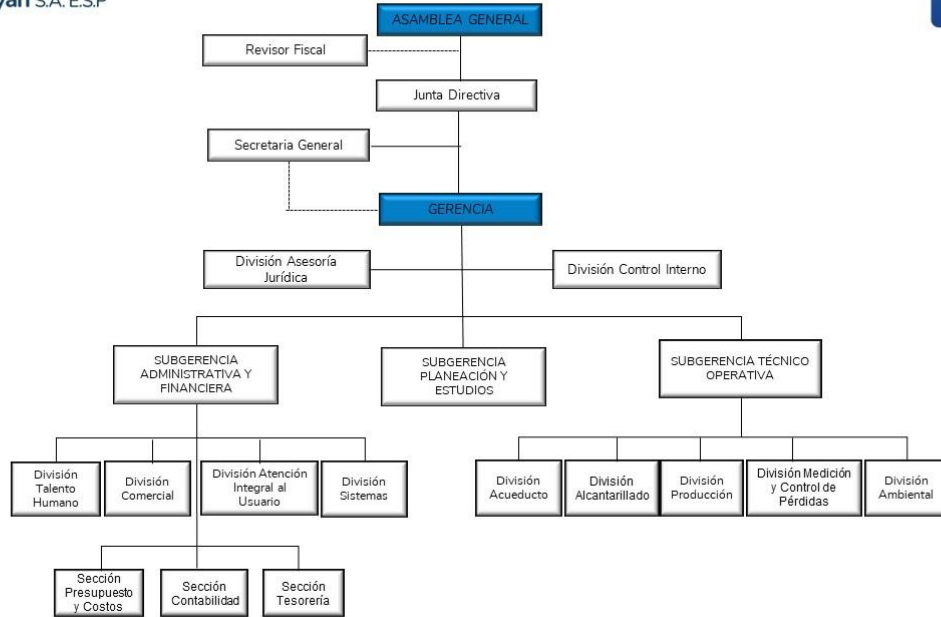 S.A. E.S.P
ASAMBLEA GENERAL
Revisor Fiscal
Junta Directiva
Secretaria General
GERENCIA
División Asesoría
Jurídica
División Control Interno
SUBGERENCIA
ADMINISTRATIVA Y
FINANCIERA
SUBGERENCIA
PLANEACIÓN Y
ESTUDIOS
SUBGERENCIA TÉCNICO
OPERATIVA
División
Talento
Humano
División
Comercial
División Atención
Integral al
Usuario
División
Sistemas
División
Acueducto
División
Alcantarillado
División
Producción
División Medición
y Control de
Pérdidas
División
Ambiental
Sección
Presupuesto
y Costos
Sección
Contabilidad
Sección
Tesorería